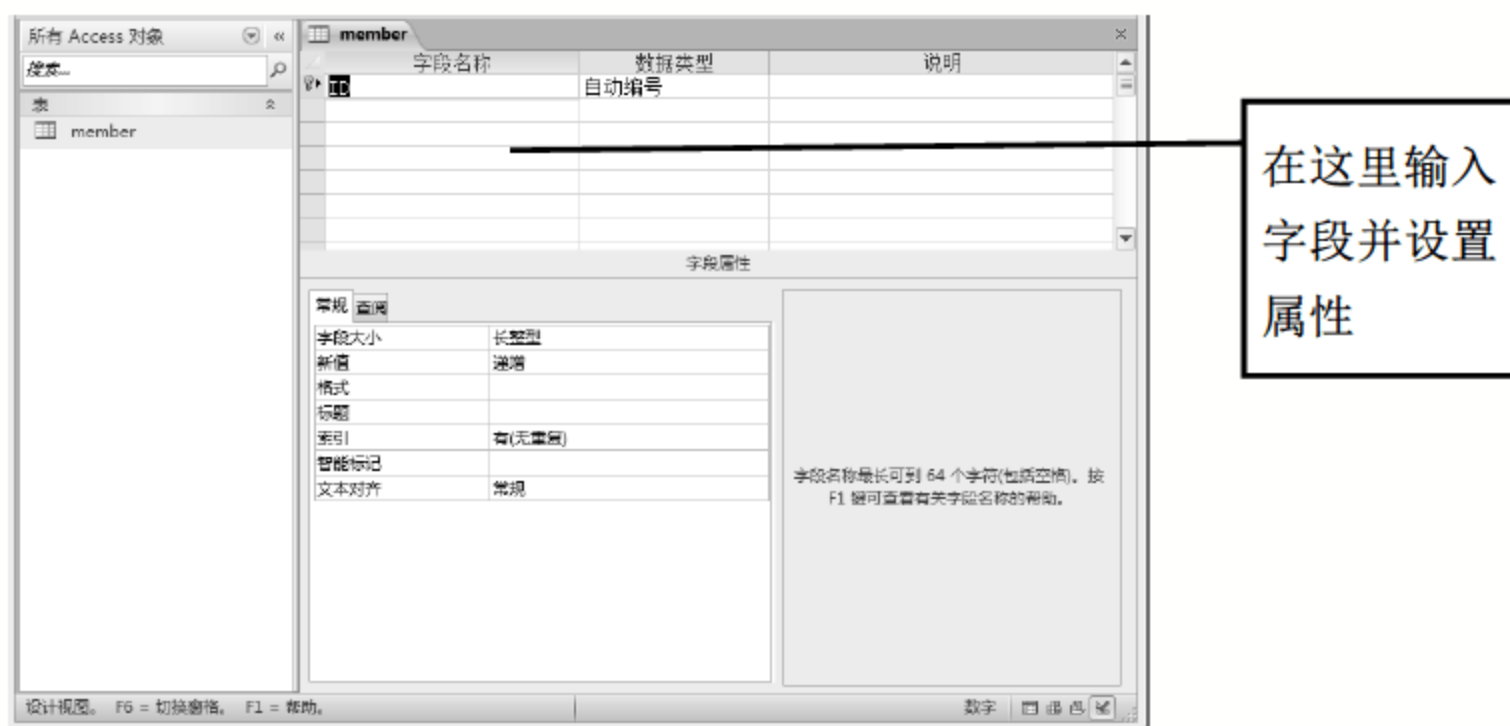 所有 Access 对象
搜索...
表
member
member
字段名称 数据类型 说明
ID 自动编号
字段属性
常规 查阅
字段大小 长整型
新值 递增
格式
标题
索引 有(无重复)
智能标记
文本对齐 常规
字段名称最长可到 64 个字符(包括空格)。按
F1 键可查看有关字段名称的帮助。
设计视图。 F6 = 切换窗格。 F1 = 帮助。 数字
在这里输入
字段并设置
属性